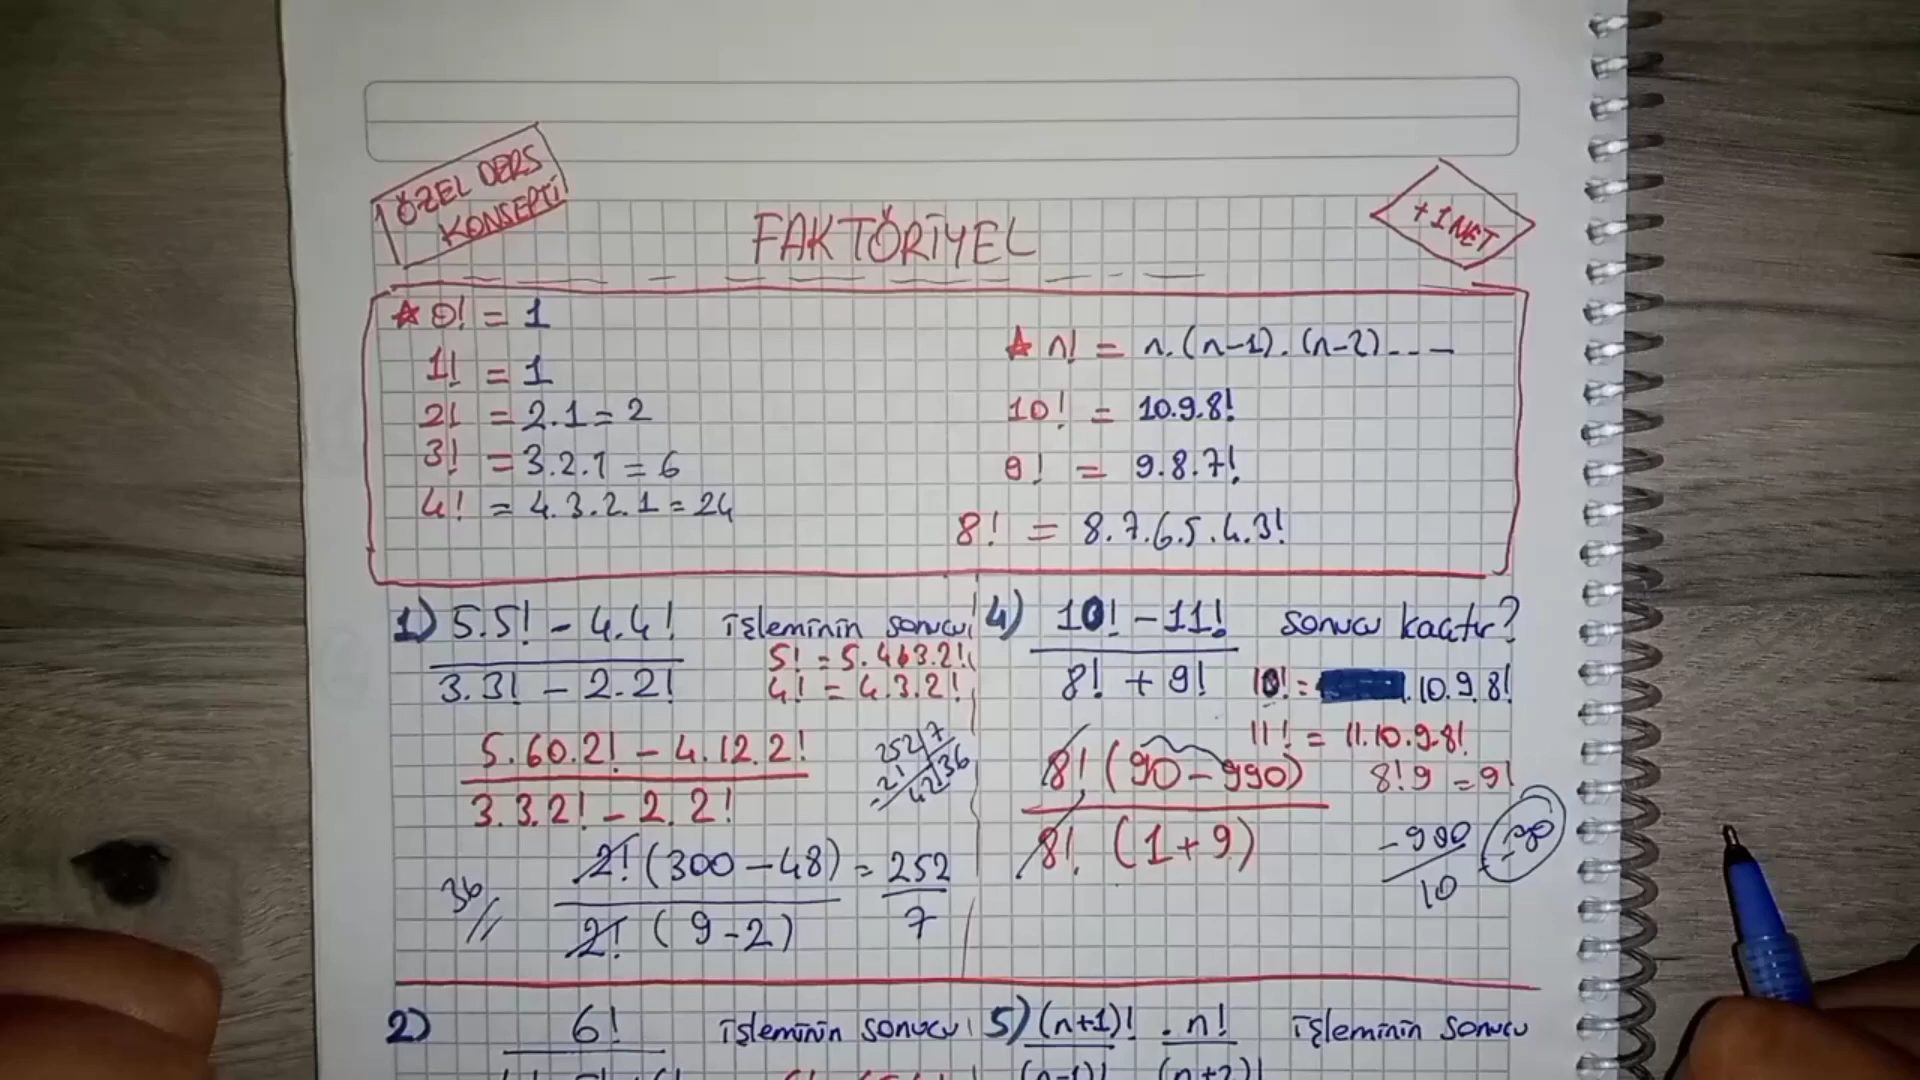 ÖZEL DERS
KONSEPTİ
FAKTÖRİYEL
+1 NET
0! = 1
1! = 1
2! = 2.1 = 2
3! = 3.2.1 = 6
4! = 4.3.2.1 = 24
n! = n.(n-1).(n-2)...
10! = 10.9.8!
9! = 9.8.7!
8! = 8.7.6.5.4.3!
1) 5.5! - 4.4! işleminin sonucu
3.3! - 2.2!
5! = 5.4.3.2!
4! = 4.3.2!
5.60.2! - 4.12.2!
3.3.2! - 2.2!
252 7
21 36
42
2! (300 - 48) = 252
2! (9 - 2) 7
36
4) 10! - 11! sonucu kaçtır?
8! + 9!
10! = .10.9.8!
11! = 11.10.9.8!
8! (90 - 990)
8!9 = 9!
8! (1 + 9)
-900
10
-90
2) 6! işleminin sonucu
5) (n+1)! . n! işleminin sonucu
(n-1)! (n+2)!